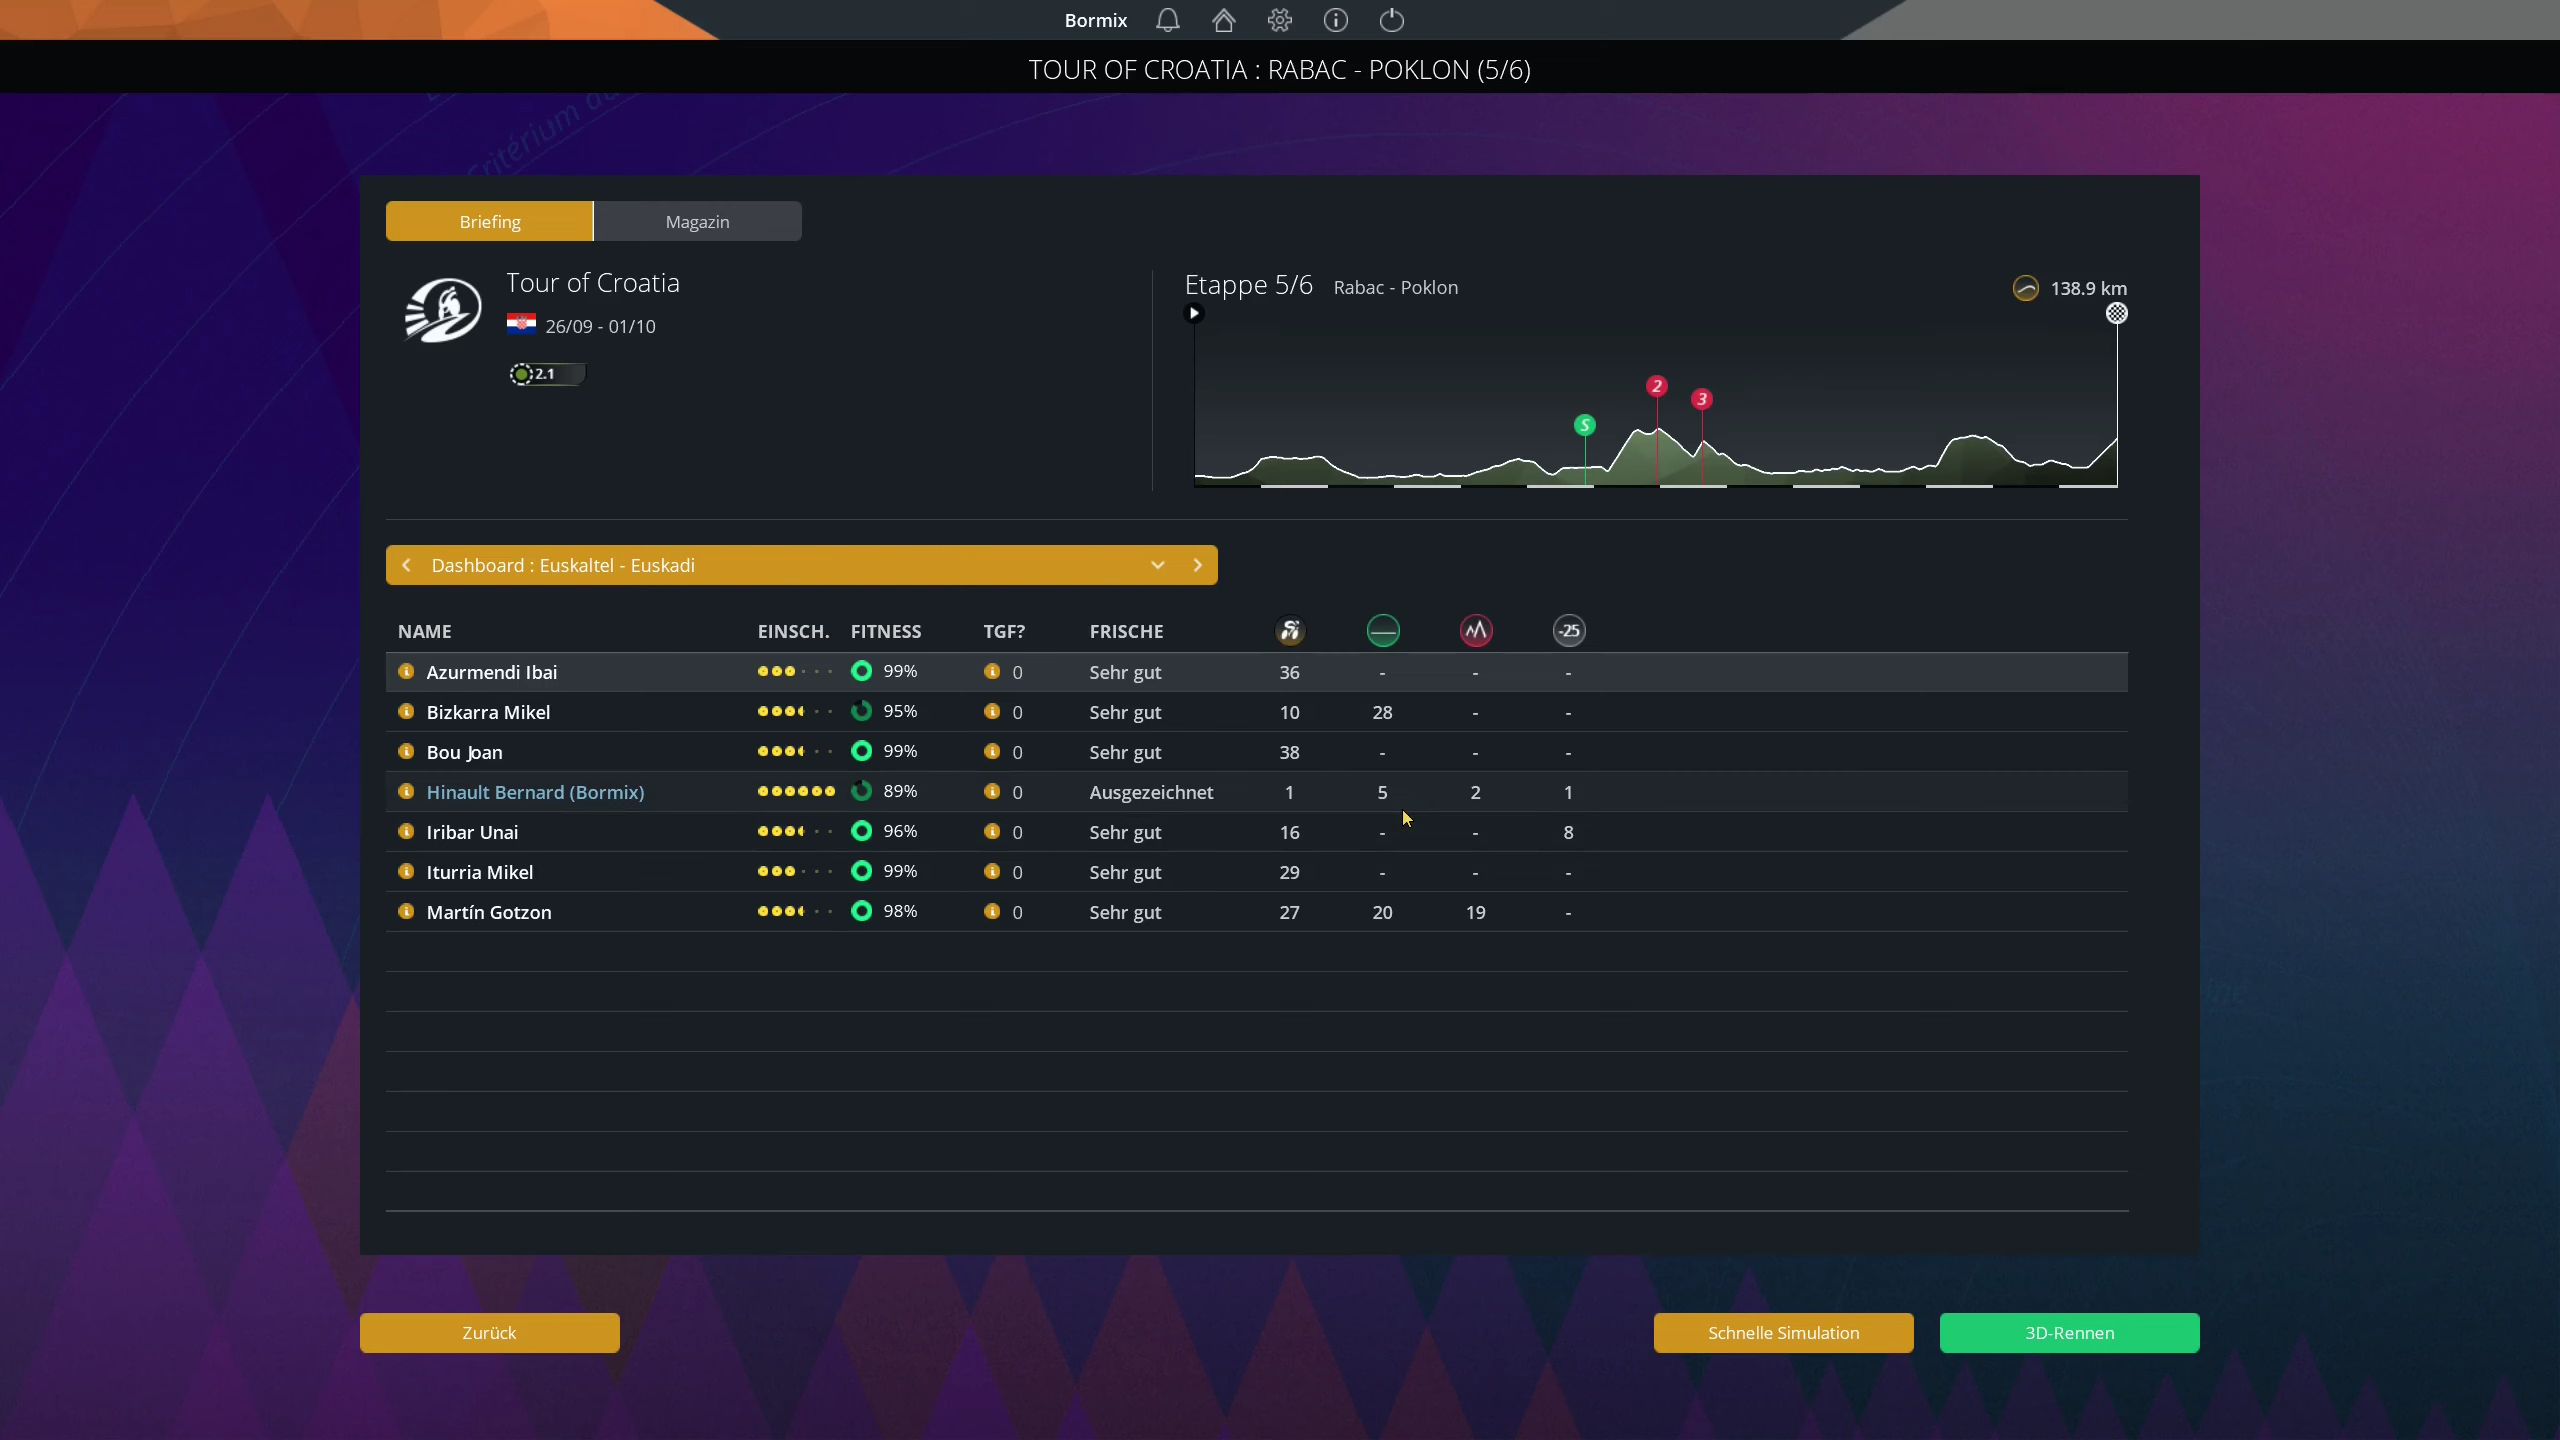 Bormix
TOUR OF CROATIA : RABAC - POKLON (5/6)
Critérium du
Briefing
Magazin
Tour of Croatia
26/09 - 01/10
2.1
Etappe 5/6 Rabac - Poklon
138.9 km
S
2
3
Dashboard : Euskaltel - Euskadi
NAME EINSCH. FITNESS TGF? FRISCHE -25
Azurmendi Ibai 99% 0 Sehr gut 36 - - -
Bizkarra Mikel 95% 0 Sehr gut 10 28 - -
Bou Joan 99% 0 Sehr gut 38 - - -
Hinault Bernard (Bormix) 89% 0 Ausgezeichnet 1 5 2 1
Iribar Unai 96% 0 Sehr gut 16 - - 8
Iturria Mikel 99% 0 Sehr gut 29 - - -
Martín Gotzon 98% 0 Sehr gut 27 20 19 -
Zurück
Schnelle Simulation
3D-Rennen